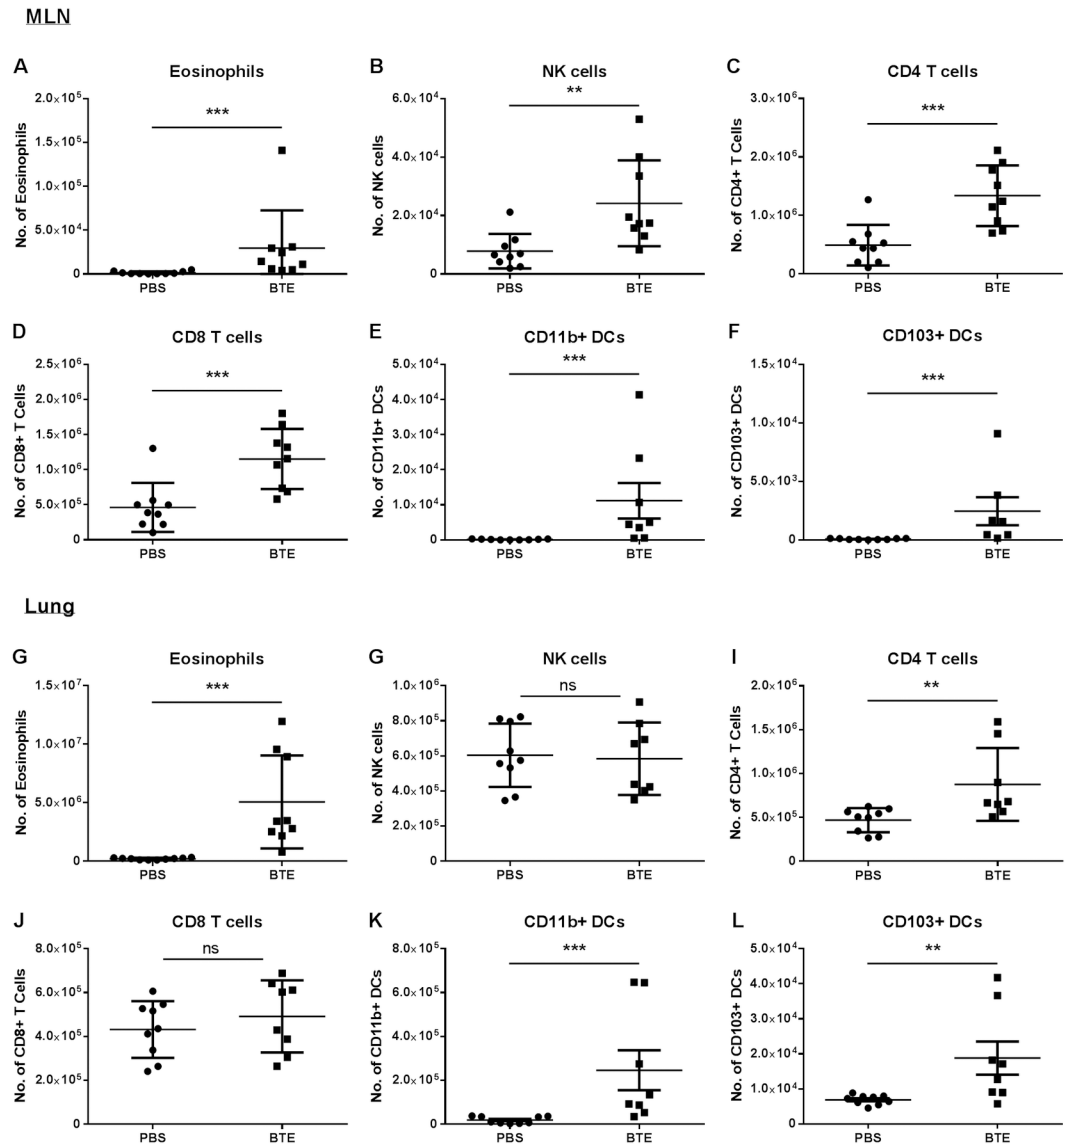 MLN
A
Eosinophils
No. of Eosinophils
2.0×10⁵
1.5×10⁵
1.0×10⁵
5.0×10⁴
0
***
PBS
BTE
B
NK cells
No. of NK cells
6.0×10⁴
4.0×10⁴
2.0×10⁴
0
**
PBS
BTE
C
CD4 T cells
No. of CD4+ T Cells
3.0×10⁶
2.0×10⁶
1.0×10⁶
0
***
PBS
BTE
D
CD8 T cells
No. of CD8+ T Cells
2.5×10⁶
2.0×10⁶
1.5×10⁶
1.0×10⁶
5.0×10⁵
0
***
PBS
BTE
E
CD11b+ DCs
No. of CD11b+ DCs
5.0×10⁴
4.0×10⁴
3.0×10⁴
2.0×10⁴
1.0×10⁴
0
***
PBS
BTE
F
CD103+ DCs
No. of CD103+ DCs
1.5×10⁴
1.0×10⁴
5.0×10³
0
***
PBS
BTE
Lung
G
Eosinophils
No. of Eosinophils
1.5×10⁷
1.0×10⁷
5.0×10⁶
0
***
PBS
BTE
G
NK cells
No. of NK cells
1.0×10⁶
8.0×10⁵
6.0×10⁵
4.0×10⁵
2.0×10⁵
0
ns
PBS
BTE
I
CD4 T cells
No. of CD4+ T Cells
2.0×10⁶
1.5×10⁶
1.0×10⁶
5.0×10⁵
0
**
PBS
BTE
J
CD8 T cells
No. of CD8+ T Cells
8.0×10⁵
6.0×10⁵
4.0×10⁵
2.0×10⁵
0
ns
PBS
BTE
K
CD11b+ DCs
No. of CD11b+ DCs
8.0×10⁵
6.0×10⁵
4.0×10⁵
2.0×10⁵
0
***
PBS
BTE
L
CD103+ DCs
No. of CD103+ DCs
5.0×10⁴
4.0×10⁴
3.0×10⁴
2.0×10⁴
1.0×10⁴
0
**
PBS
BTE